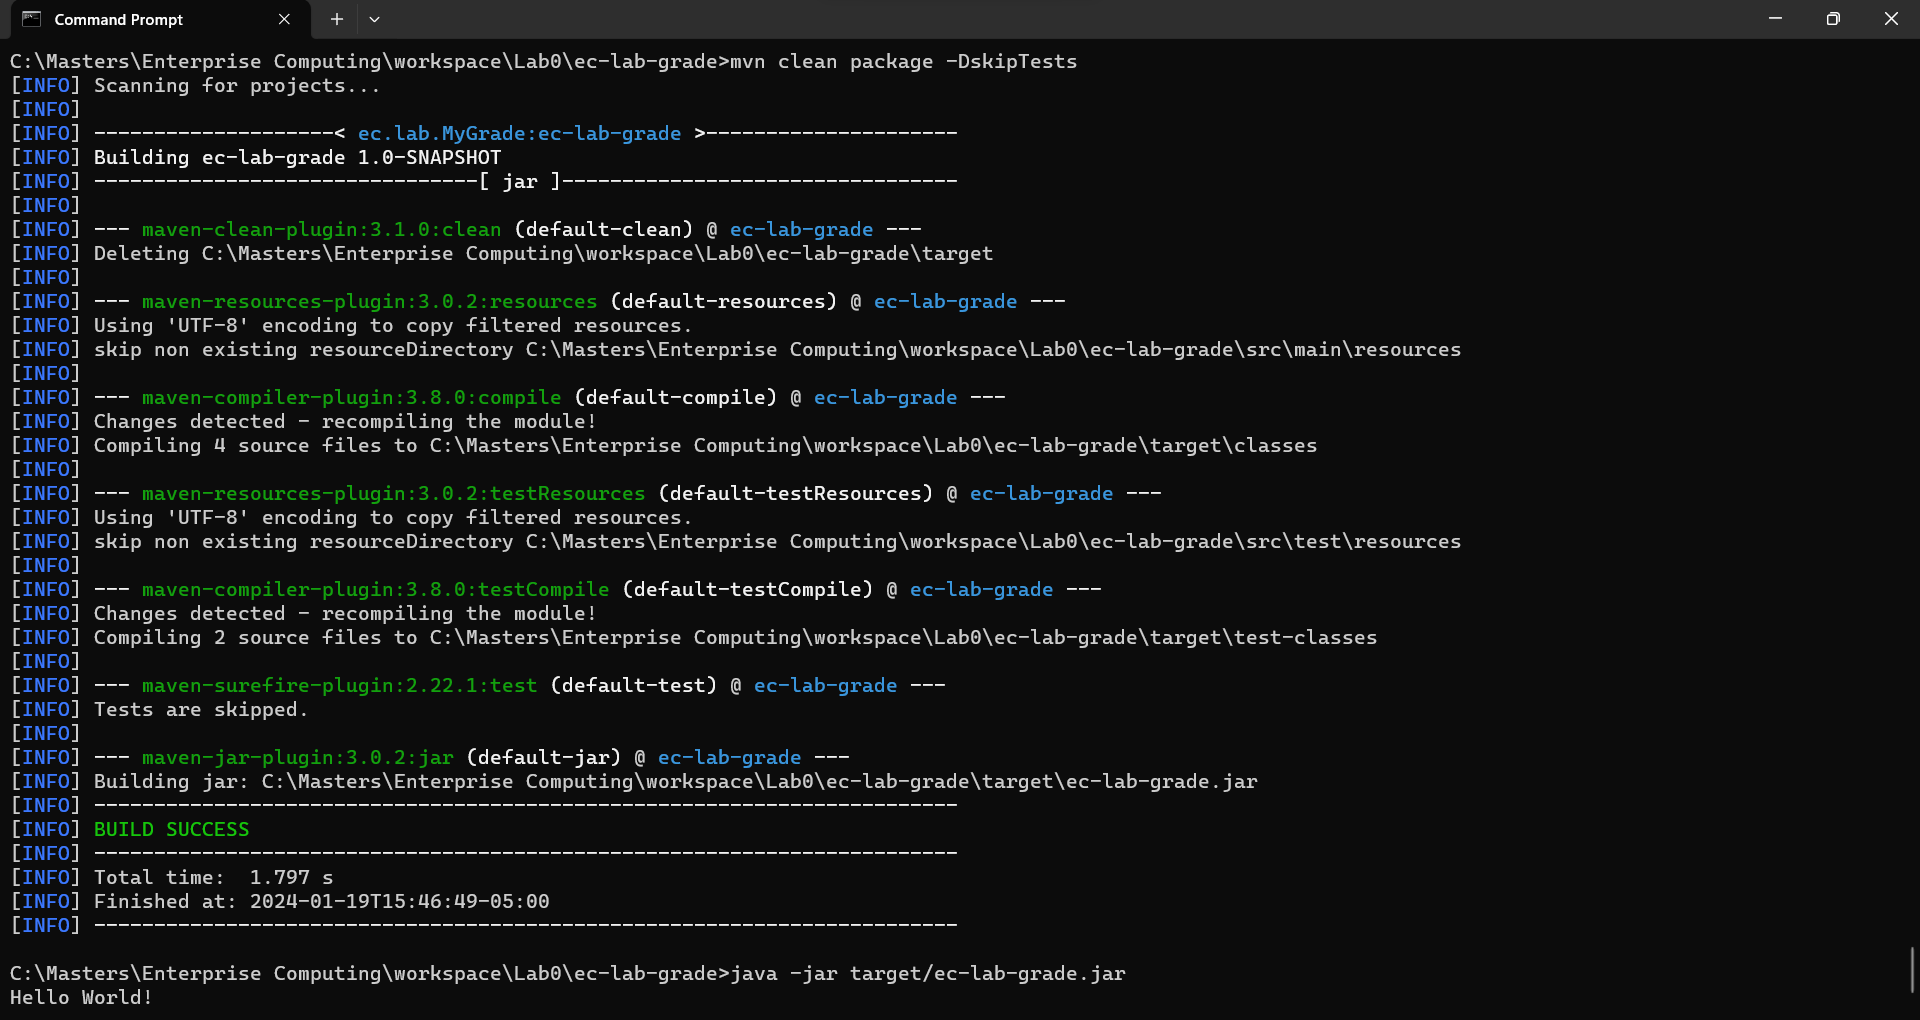 Command Prompt
C:\Masters\Enterprise Computing\workspace\Lab0\ec-lab-grade>mvn clean package -DskipTests
[INFO] Scanning for projects...
[INFO]
[INFO] --------------------< ec.lab.MyGrade:ec-lab-grade >---------------------
[INFO] Building ec-lab-grade 1.0-SNAPSHOT
[INFO] --------------------------------[ jar ]---------------------------------
[INFO]
[INFO] --- maven-clean-plugin:3.1.0:clean (default-clean) @ ec-lab-grade ---
[INFO] Deleting C:\Masters\Enterprise Computing\workspace\Lab0\ec-lab-grade\target
[INFO]
[INFO] --- maven-resources-plugin:3.0.2:resources (default-resources) @ ec-lab-grade ---
[INFO] Using 'UTF-8' encoding to copy filtered resources.
[INFO] skip non existing resourceDirectory C:\Masters\Enterprise Computing\workspace\Lab0\ec-lab-grade\src\main\resources
[INFO]
[INFO] --- maven-compiler-plugin:3.8.0:compile (default-compile) @ ec-lab-grade ---
[INFO] Changes detected - recompiling the module!
[INFO] Compiling 4 source files to C:\Masters\Enterprise Computing\workspace\Lab0\ec-lab-grade\target\classes
[INFO]
[INFO] --- maven-resources-plugin:3.0.2:testResources (default-testResources) @ ec-lab-grade ---
[INFO] Using 'UTF-8' encoding to copy filtered resources.
[INFO] skip non existing resourceDirectory C:\Masters\Enterprise Computing\workspace\Lab0\ec-lab-grade\src\test\resources
[INFO]
[INFO] --- maven-compiler-plugin:3.8.0:testCompile (default-testCompile) @ ec-lab-grade ---
[INFO] Changes detected - recompiling the module!
[INFO] Compiling 2 source files to C:\Masters\Enterprise Computing\workspace\Lab0\ec-lab-grade\target\test-classes
[INFO]
[INFO] --- maven-surefire-plugin:2.22.1:test (default-test) @ ec-lab-grade ---
[INFO] Tests are skipped.
[INFO]
[INFO] --- maven-jar-plugin:3.0.2:jar (default-jar) @ ec-lab-grade ---
[INFO] Building jar: C:\Masters\Enterprise Computing\workspace\Lab0\ec-lab-grade\target\ec-lab-grade.jar
[INFO] ------------------------------------------------------------------------
[INFO] BUILD SUCCESS
[INFO] ------------------------------------------------------------------------
[INFO] Total time:  1.797 s
[INFO] Finished at: 2024-01-19T15:46:49-05:00
[INFO] ------------------------------------------------------------------------
C:\Masters\Enterprise Computing\workspace\Lab0\ec-lab-grade>java -jar target/ec-lab-grade.jar
Hello World!